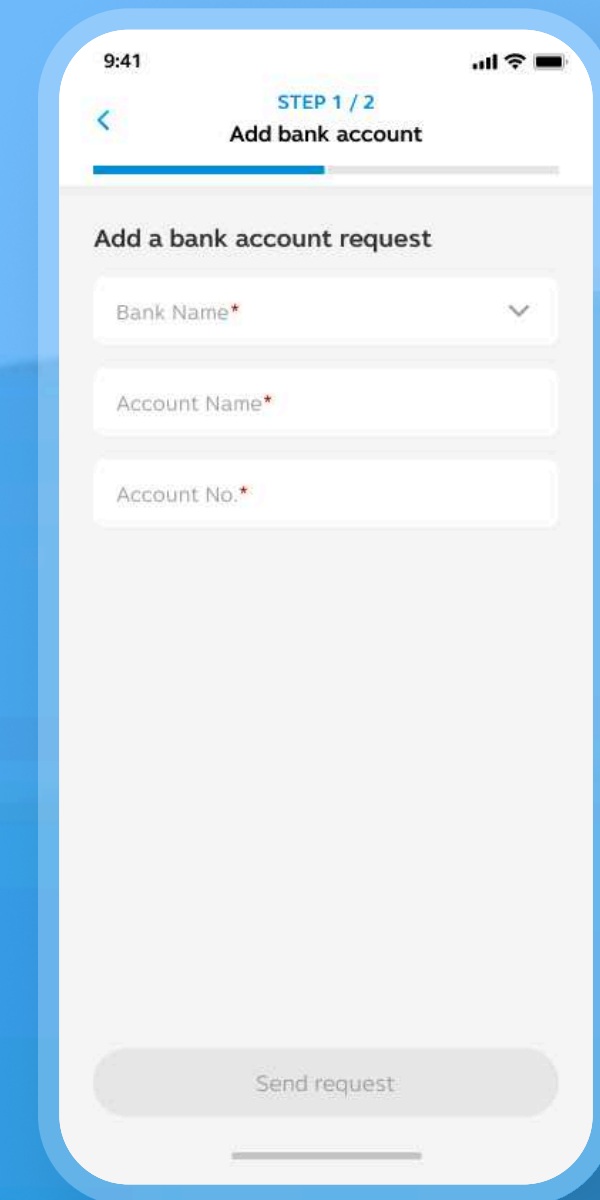 9:41
STEP 1 / 2
Add bank account
Add a bank account request
Bank Name*
Account Name*
Account No.*
Send request